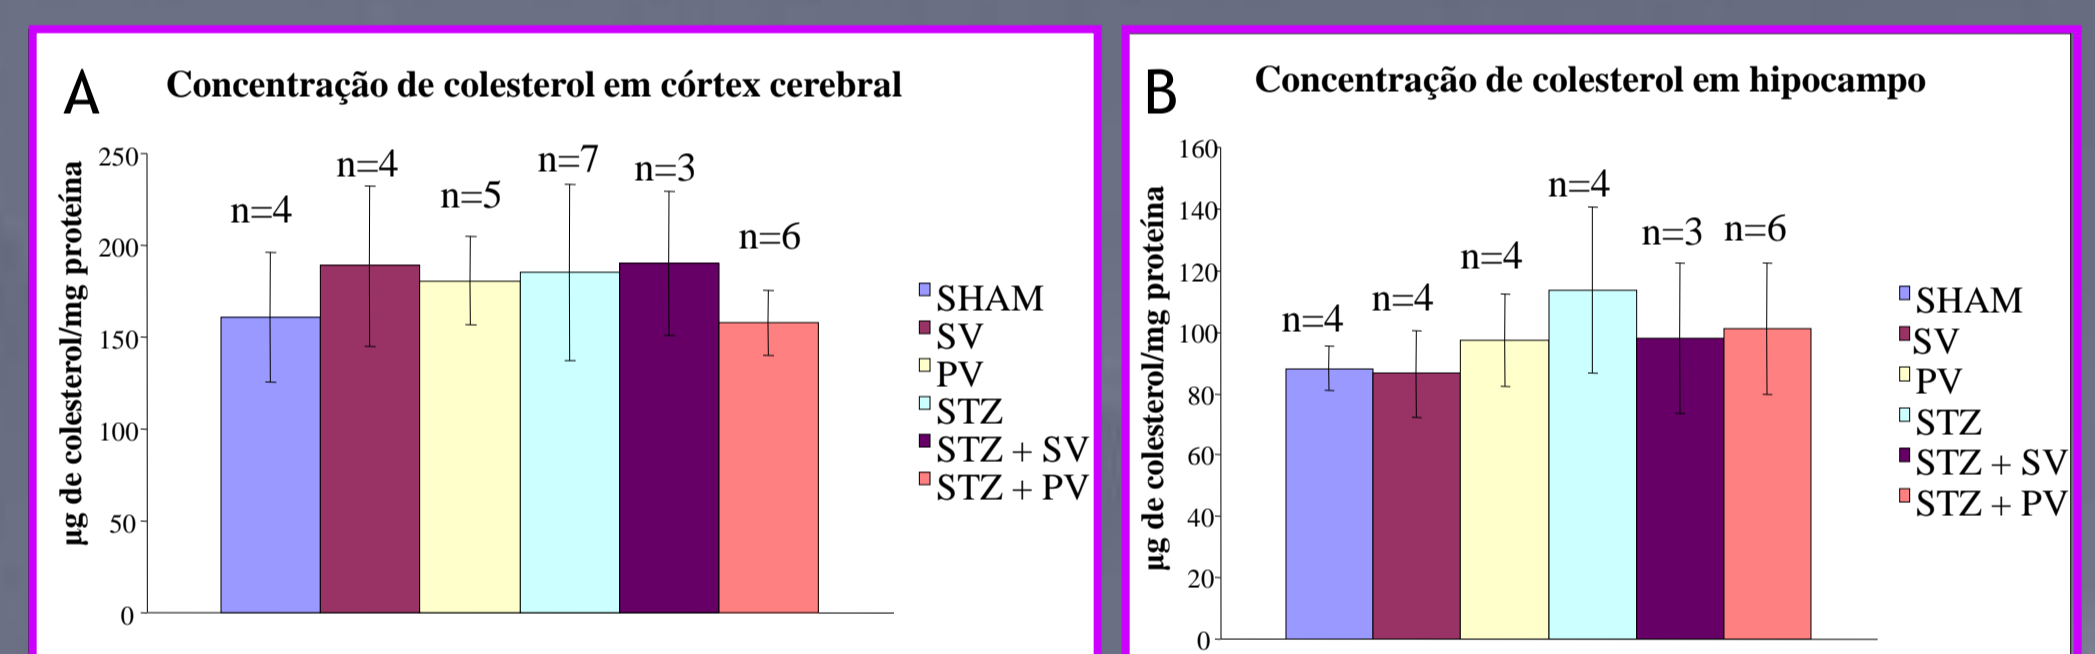 A
Concentração de colesterol em córtex cerebral
µg de colesterol/mg proteína
250
200
150
100
50
0
n=4
n=4
n=5
n=7
n=3
n=6
SHAM
SV
PV
STZ
STZ + SV
STZ + PV
B
Concentração de colesterol em hipocampo
µg de colesterol/mg proteína
160
140
120
100
80
60
40
20
0
n=4
n=4
n=4
n=4
n=3
n=6
SHAM
SV
PV
STZ
STZ + SV
STZ + PV